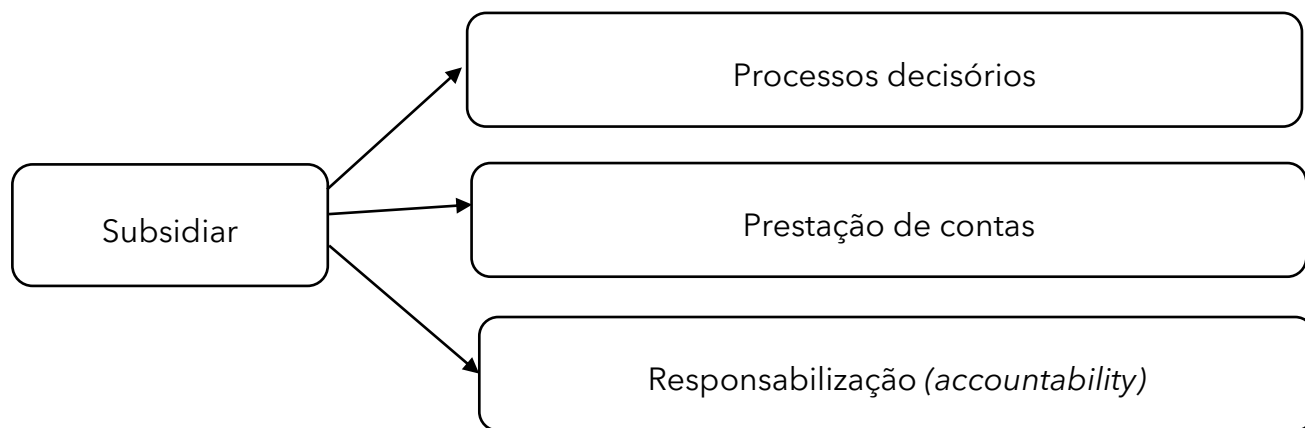 Processos decisórios
Subsidiar
Prestação de contas
Responsabilização (accountability)